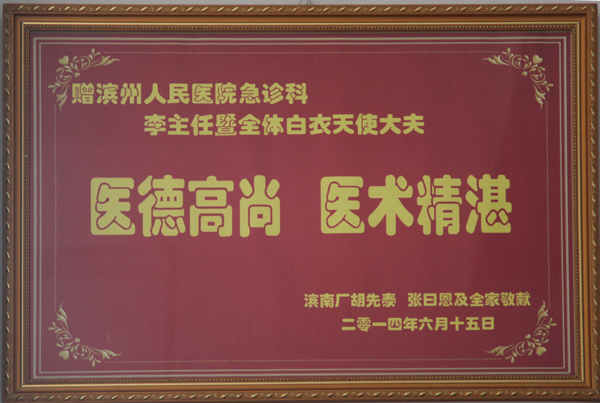 赠滨州人民医院急诊科
李主任暨全体白衣天使大夫
医德高尚 医术精湛
滨南厂胡先泰 张日恩及全家敬献
二零一四年六月十五日